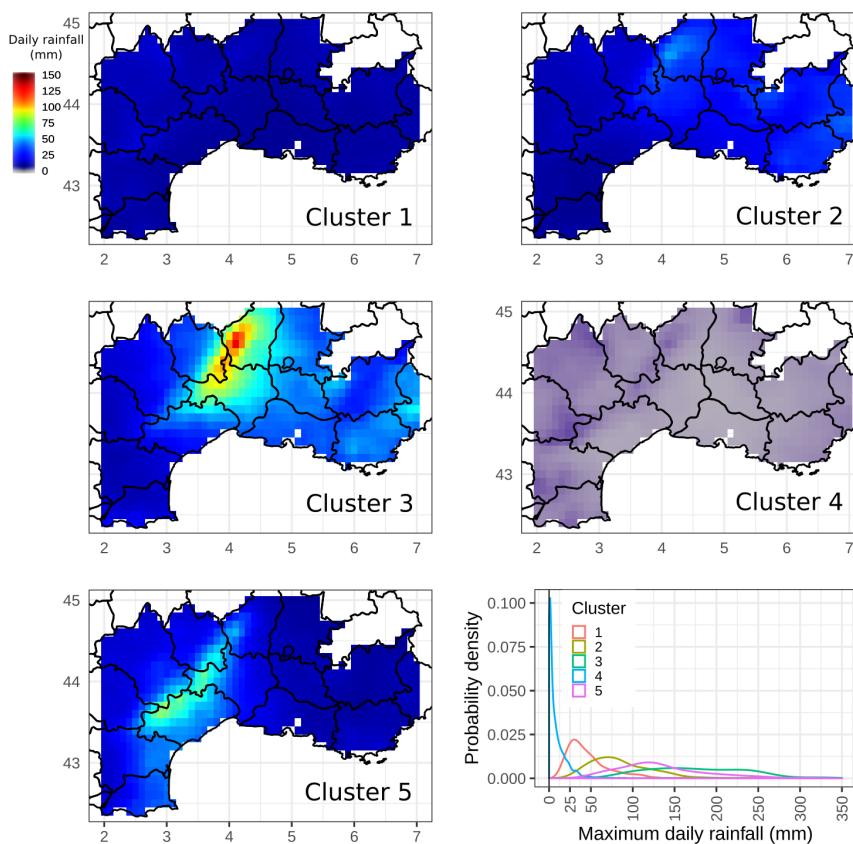 Daily rainfall
(mm)
150
125
100
75
50
25
0
45
44
43
Cluster 1
2 3 4 5 6 7
Cluster 2
2 3 4 5 6 7
45
44
43
Cluster 3
2 3 4 5 6 7
45
44
43
Cluster 4
2 3 4 5 6 7
45
44
43
Cluster 5
2 3 4 5 6 7
Probability density
0.100
0.075
0.050
0.025
0.000
Cluster
1
2
3
4
5
0 25 50 100 150 200 250 300 350
Maximum daily rainfall (mm)